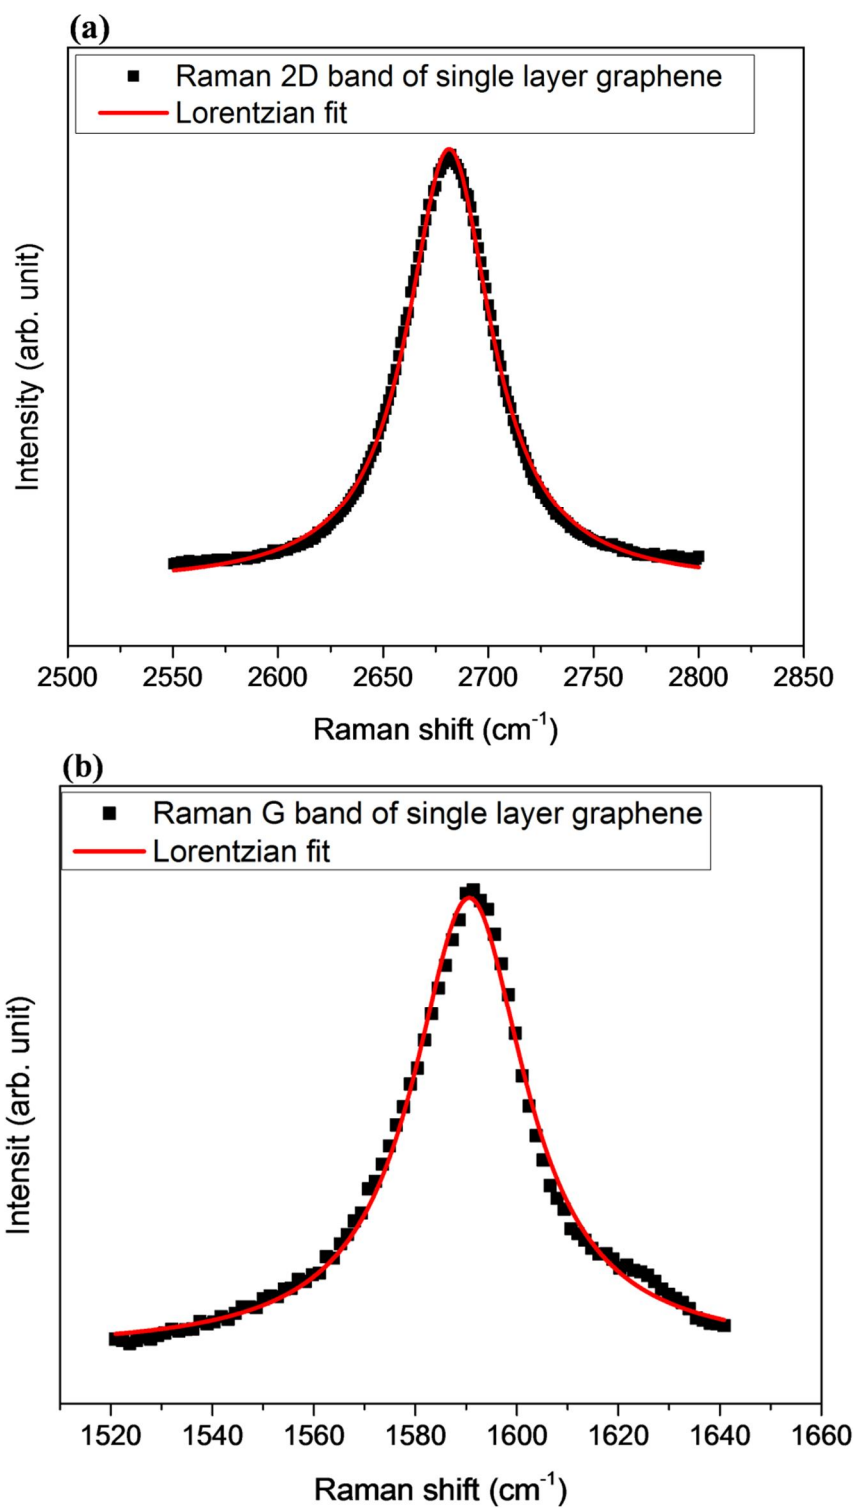 (a)
Raman 2D band of single layer graphene
Lorentzian fit
Intensity (arb. unit)
2500 2550 2600 2650 2700 2750 2800 2850
Raman shift (cm⁻¹)
(b)
Raman G band of single layer graphene
Lorentzian fit
Intensit (arb. unit)
1520 1540 1560 1580 1600 1620 1640 1660
Raman shift (cm⁻¹)